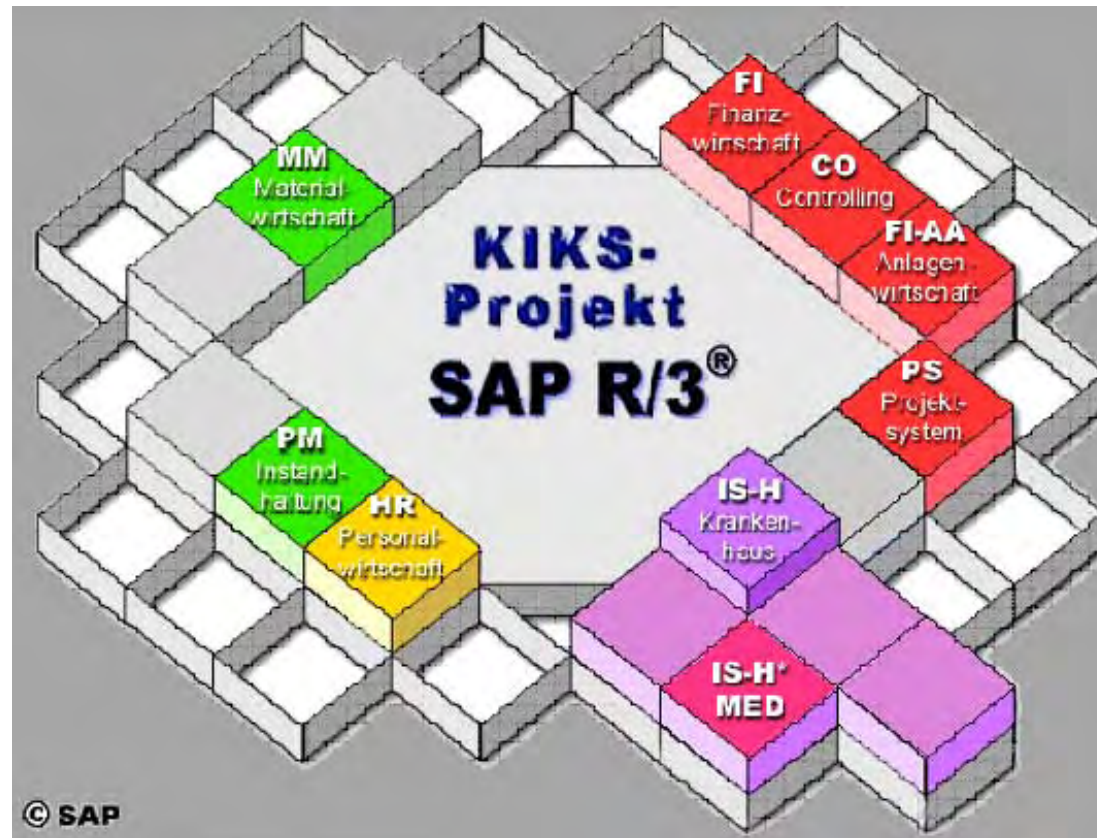 FI
Finanz-
wirtschaft
CO
Controlling
FI-AA
Anlagen-
wirtschaft
MM
Material-
wirtschaft
KIKS-
Projekt
SAP R/3®
PS
Projekt-
system
PM
Instand-
haltung
HR
Personal-
wirtschaft
IS-H
Kranken-
haus
IS-H*
MED
© SAP